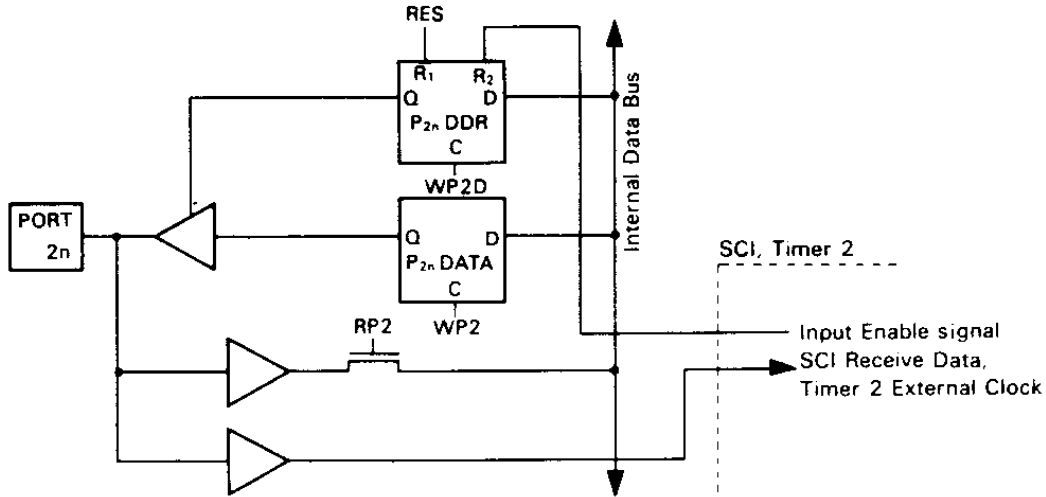 RES
R₁ R₂
Q D
P₂ₙ DDR
C
WP2D
Internal Data Bus
PORT
2n
Q D
P₂ₙ DATA
C
WP2
SCI, Timer 2
RP2
Input Enable signal
SCI Receive Data,
Timer 2 External Clock